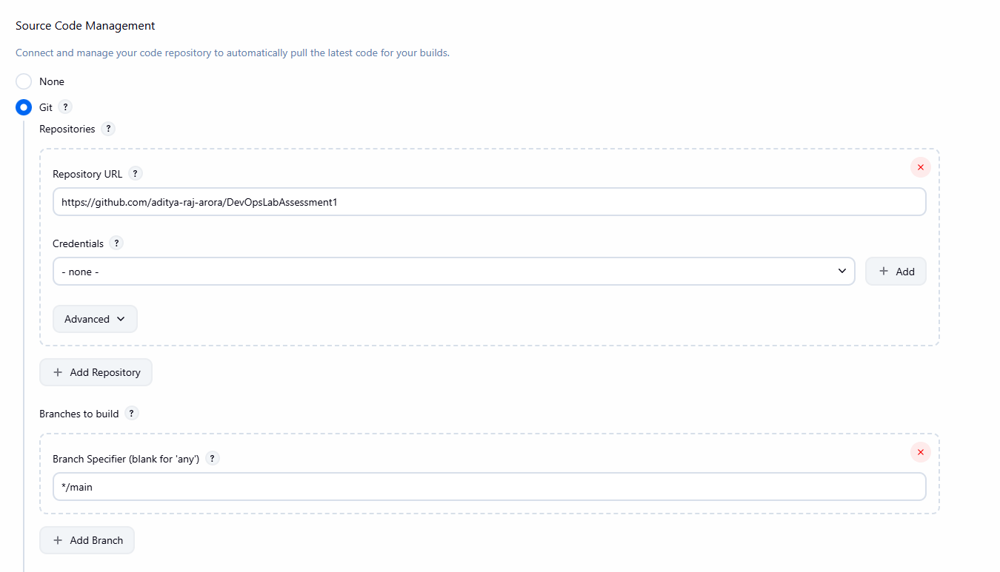 Source Code Management
Connect and manage your code repository to automatically pull the latest code for your builds.
None
Git ?
Repositories ?
Repository URL ?
https://github.com/aditya-raj-arora/DevOpsLabAssessment1
Credentials ?
- none -
+ Add
Advanced
+ Add Repository
Branches to build ?
Branch Specifier (blank for 'any') ?
*/main
+ Add Branch